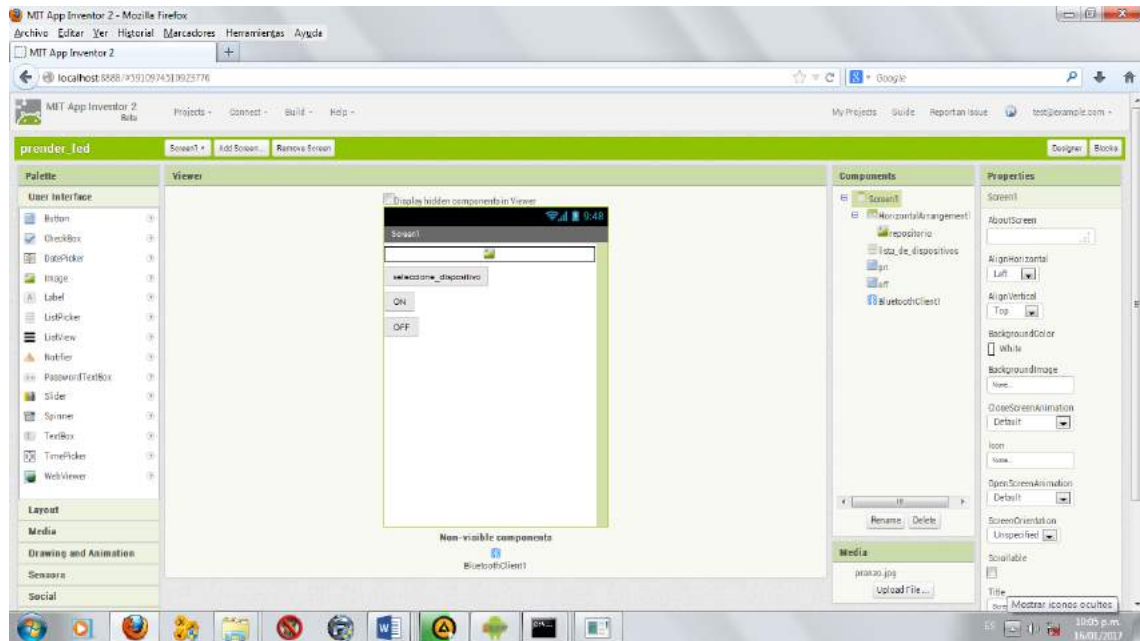 MIT App Inventor 2 - Mozilla Firefox
Archivo Editar Ver Historial Marcadores Herramientas Ayuda
MIT App Inventor 2
localhost:8888/#5910974510923776
Google
MIT App Inventor 2
Beta
Projects
Connect
Build
Help
My Projects
Guide
Report an Issue
test@example.com
prender_led
Screen1
Add Screen...
Remove Screen
Designer
Blocks
Palette
User Interface
Button
CheckBox
DatePicker
Image
Label
ListPicker
ListView
Notifier
PasswordTextBox
Slider
Spinner
TextBox
TimePicker
WebViewer
Layout
Media
Drawing and Animation
Sensors
Social
Viewer
Display hidden components in Viewer
9:48
Screen1
seleccione_dispositivo
ON
OFF
Non-visible components
BluetoothClient1
Components
Screen1
HorizontalArrangement1
repositorio
lista_de_dispositivos
on
off
BluetoothClient1
Rename
Delete
Media
Upload File ...
Properties
Screen1
AboutScreen
AlignHorizontal
Left
AlignVertical
Top
BackgroundColor
White
BackgroundImage
None...
CloseScreenAnimation
Default
Icon
None...
OpenScreenAnimation
Default
ScreenOrientation
Unspecified
Scrollable
Title
Mostrar iconos ocultos
ES
10:05 p.m.
16/01/2017